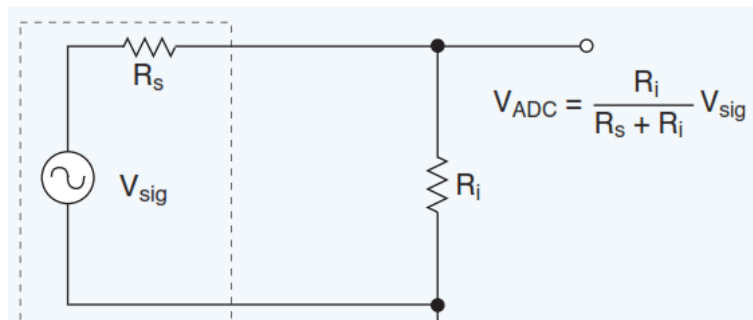 Rs
Vsig
Ri
VADC = Ri / (Rs + Ri) Vsig